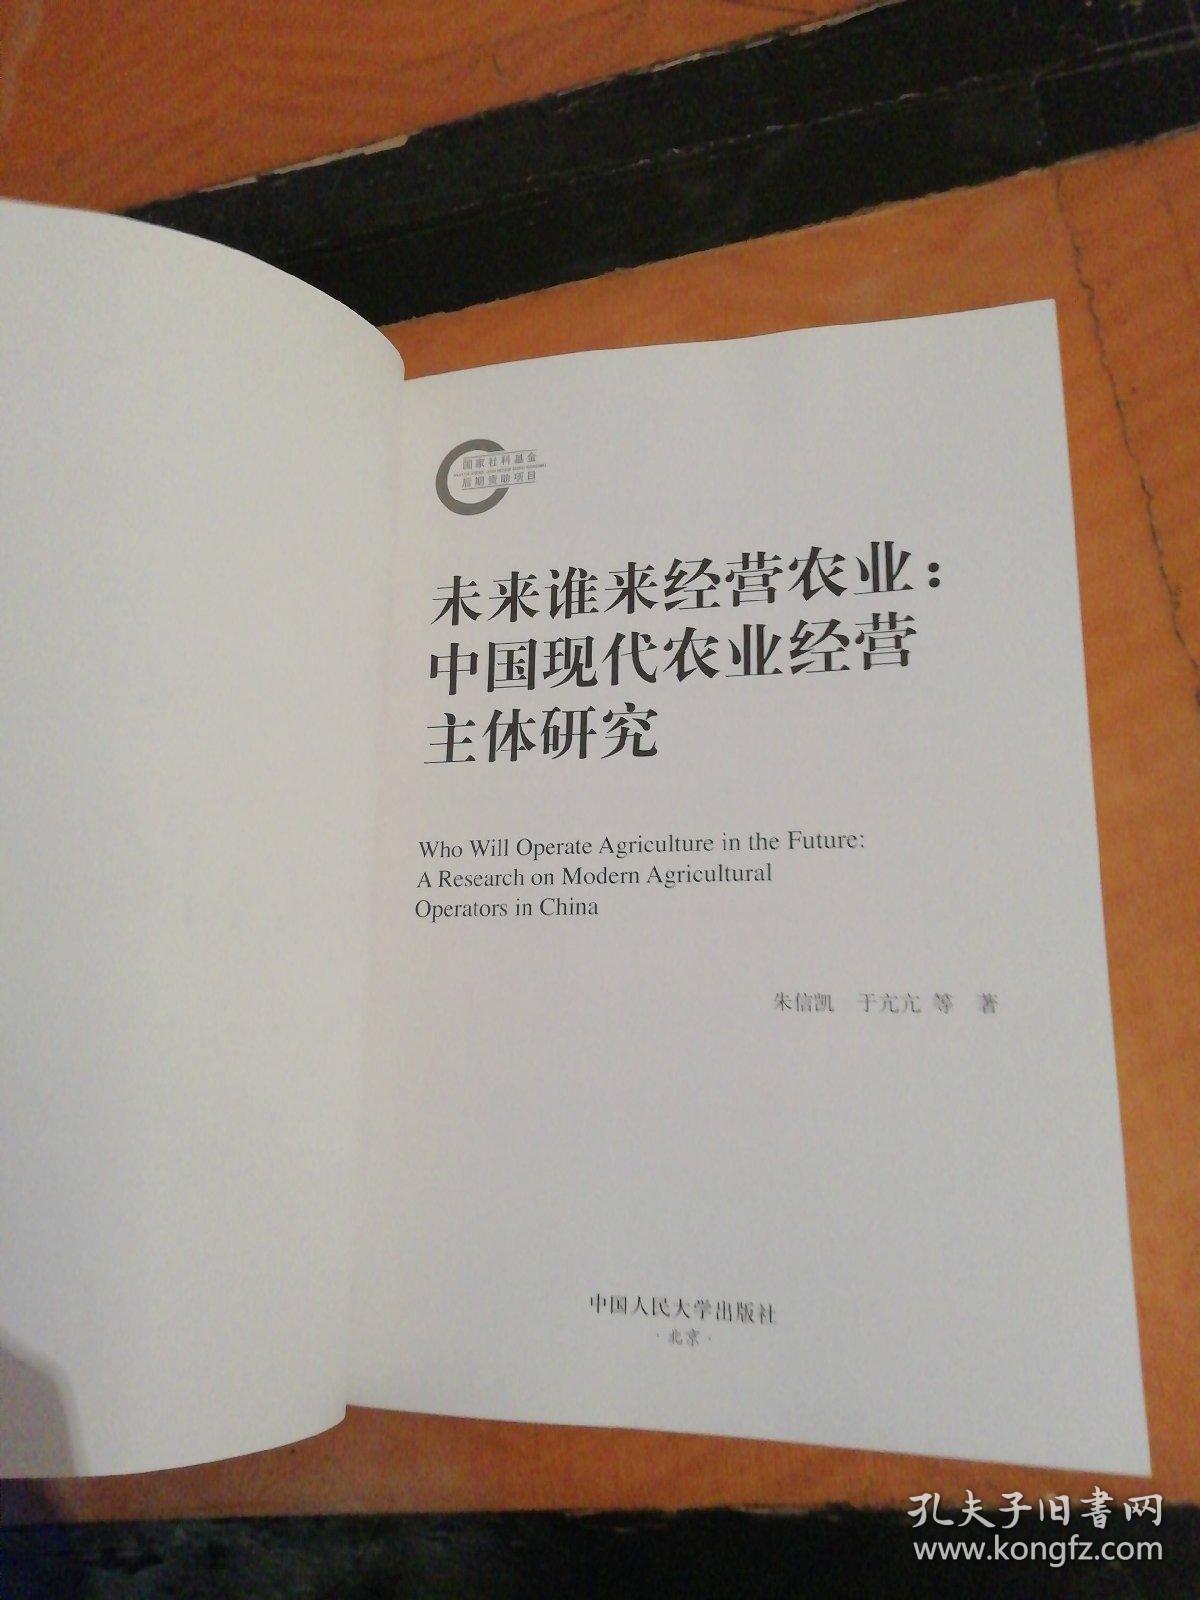 国家社科基金
后期资助项目
未来谁来经营农业：
中国现代农业经营
主体研究
Who Will Operate Agriculture in the Future:
A Research on Modern Agricultural
Operators in China
朱信凯 于亢亢 等 著
中国人民大学出版社
·北京·
孔夫子旧书网
www.kongfz.com